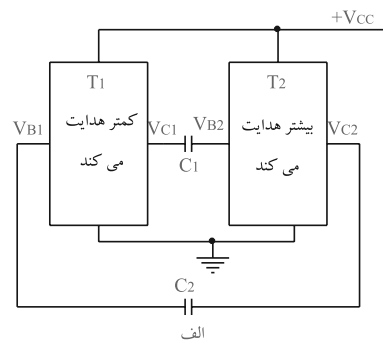 +VCC
T1
T2
کمتر هدایت
می کند
بیشتر هدایت
می کند
VB1
VC1
VB2
VC2
C1
C2
الف